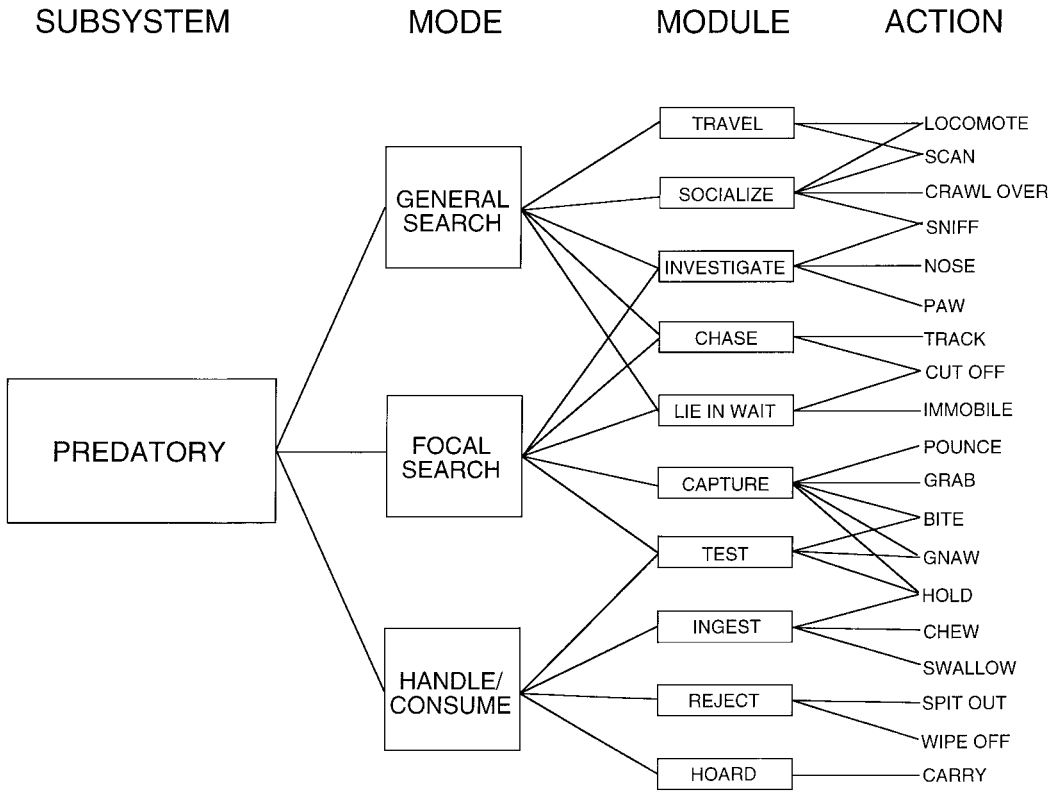 SUBSYSTEM MODE MODULE ACTION
TRAVEL
LOCOMOTE
SCAN
GENERAL
SEARCH
SOCIALIZE
CRAWL OVER
SNIFF
INVESTIGATE
NOSE
PAW
CHASE
TRACK
CUT OFF
LIE IN WAIT
IMMOBILE
PREDATORY
FOCAL
SEARCH
POUNCE
CAPTURE
GRAB
BITE
TEST
GNAW
HOLD
INGEST
CHEW
SWALLOW
HANDLE/
CONSUME
REJECT
SPIT OUT
WIPE OFF
HOARD
CARRY